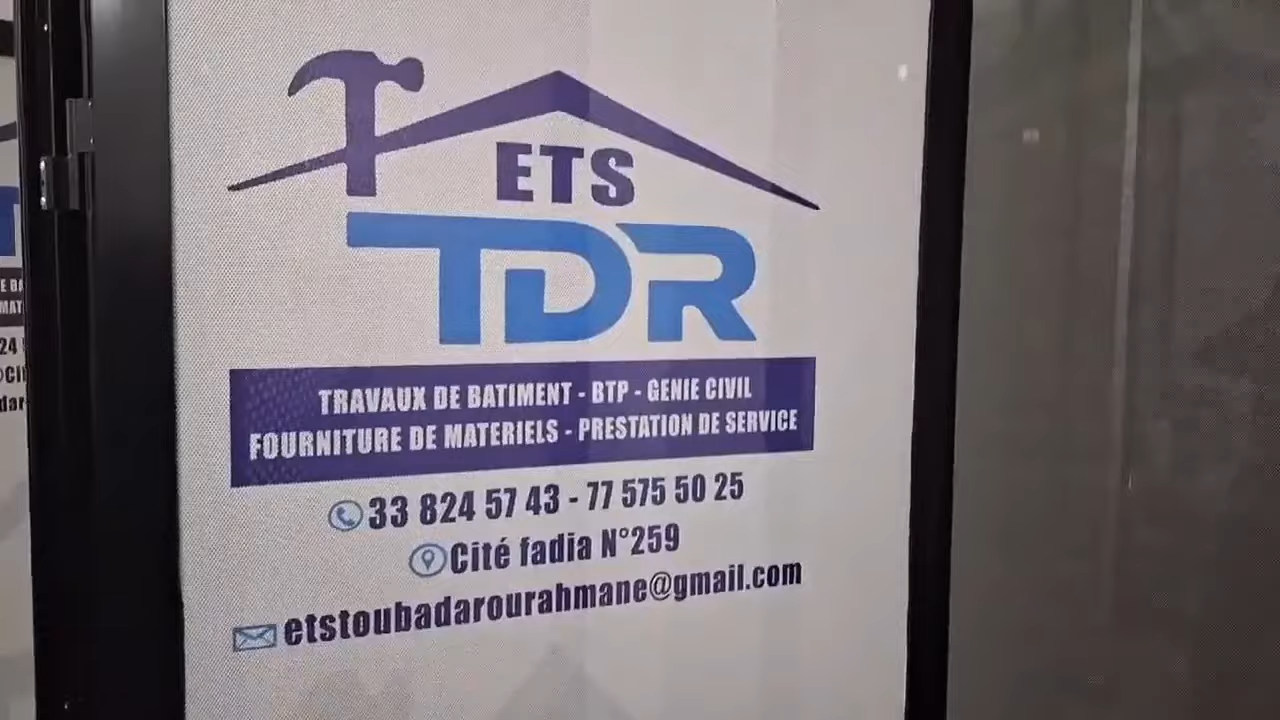 ETS
TDR
TRAVAUX DE BATIMENT - BTP - GENIE CIVIL
FOURNITURE DE MATERIELS - PRESTATION DE SERVICE
33 824 57 43 - 77 575 50 25
Cité fadia N°259
etstoubadarourahmane@gmail.com